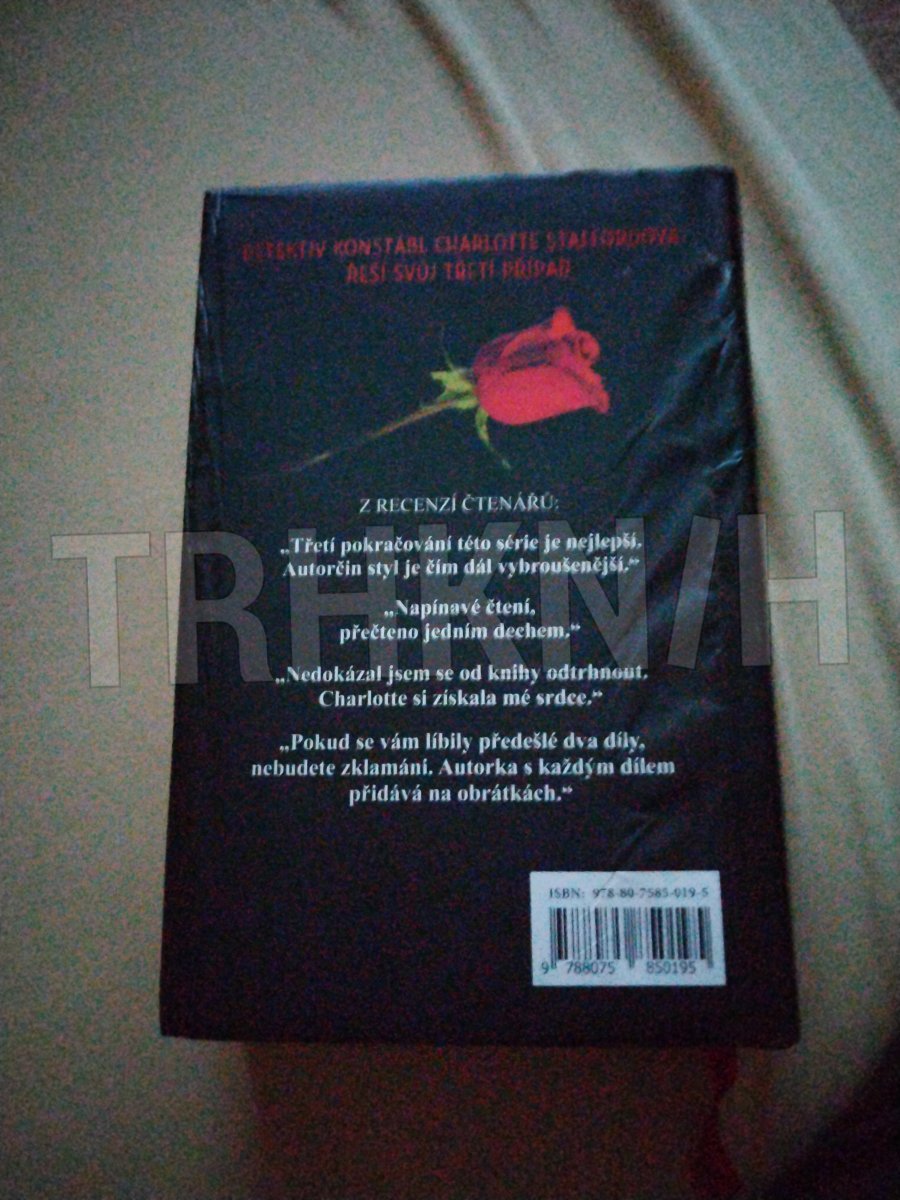 DETEKTIV KONSTÁBL CHARLOTTE STAFFORDOVÁ
ŘEŠÍ SVŮJ TŘETÍ PŘÍPAD
Z RECENZÍ ČTENÁŘŮ:
„Třetí pokračování této série je nejlepší.
Autorčin styl je čím dál vybroušenější.“
„Napínavé čtení,
přečteno jedním dechem.“
„Nedokázal jsem se od knihy odtrhnout.
Charlotte si získala mé srdce.“
„Pokud se vám líbily předešlé dva díly,
nebudete zklamáni. Autorka s každým dílem
přidává na obrátkách.“
ISBN: 978-80-7585-019-5
9 788075 850195
TRHKN/H